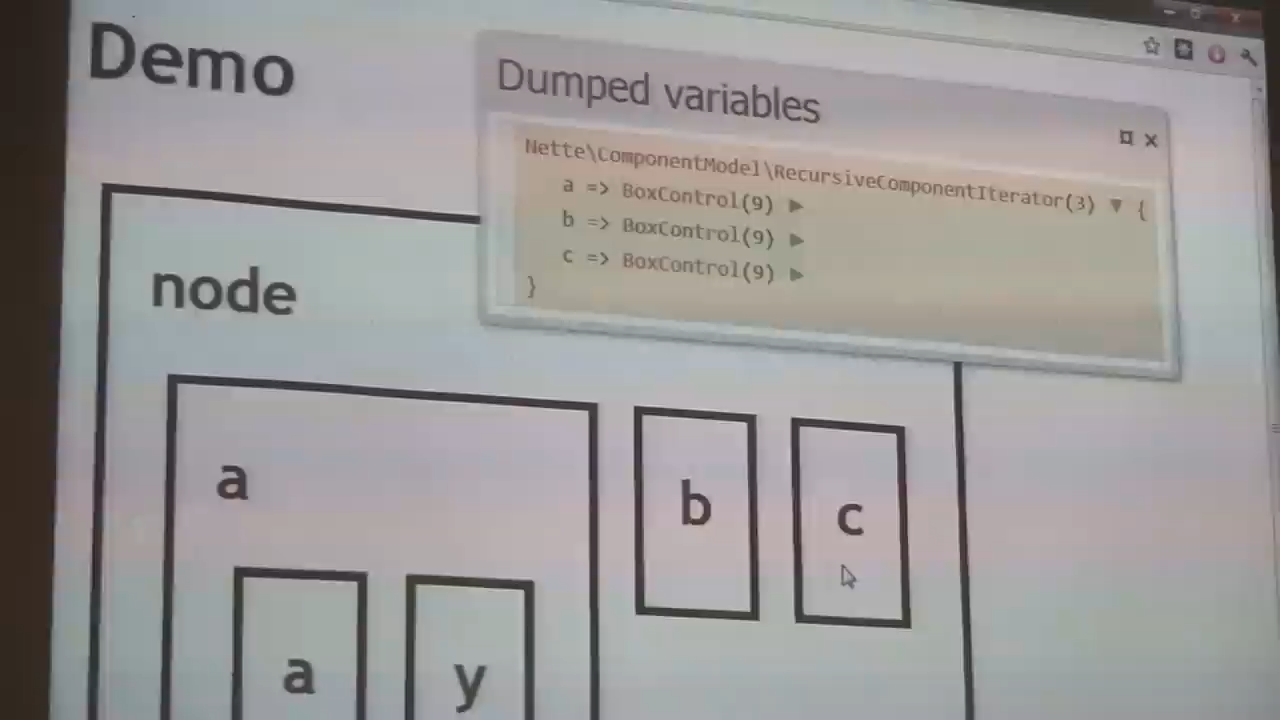 Demo
Dumped variables
Nette\ComponentModel\RecursiveComponentIterator(3) ▼ {
a => BoxControl(9) ▶
b => BoxControl(9) ▶
c => BoxControl(9) ▶
}
node
a
b
c
a
y